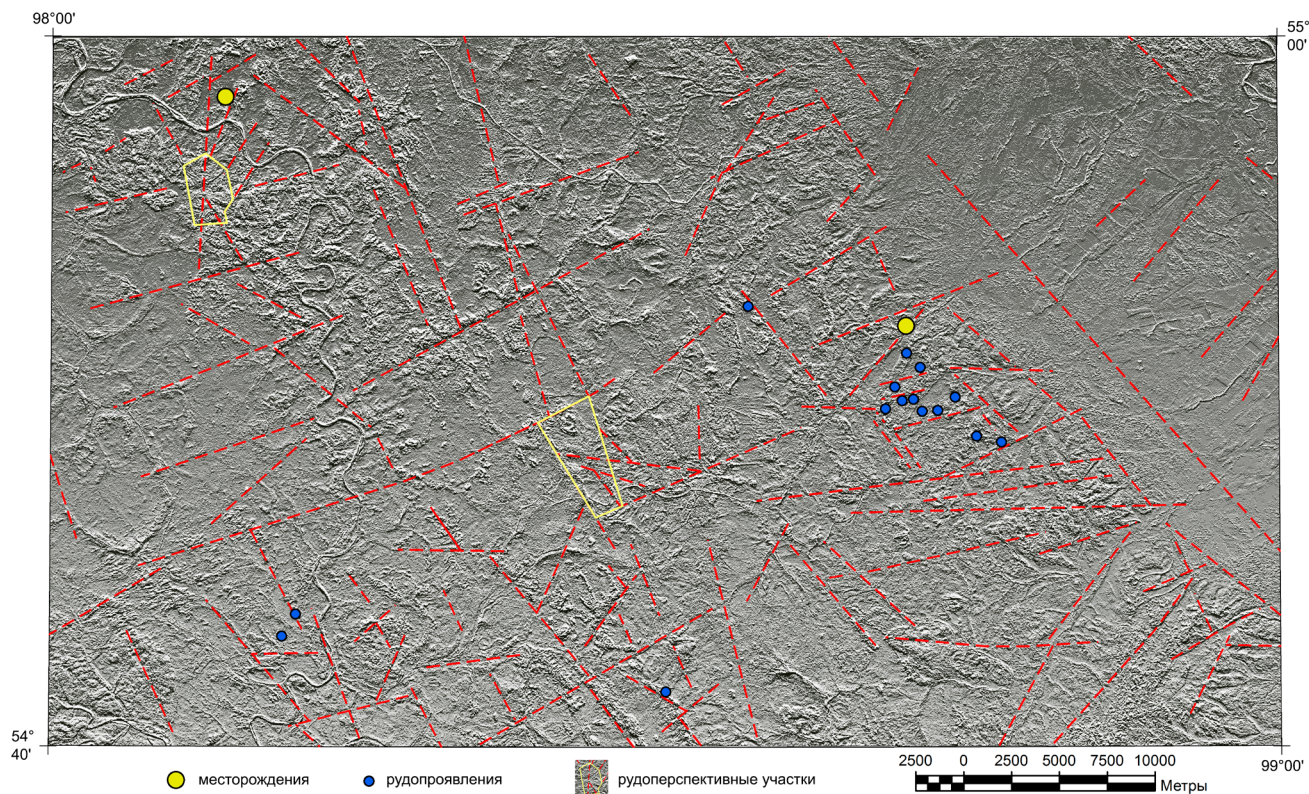 98°00'
55°
00'
54°
40'
99°00'
месторождения
рудопроявления
рудоперспективные участки
2500 0 2500 5000 7500 10000
Метры